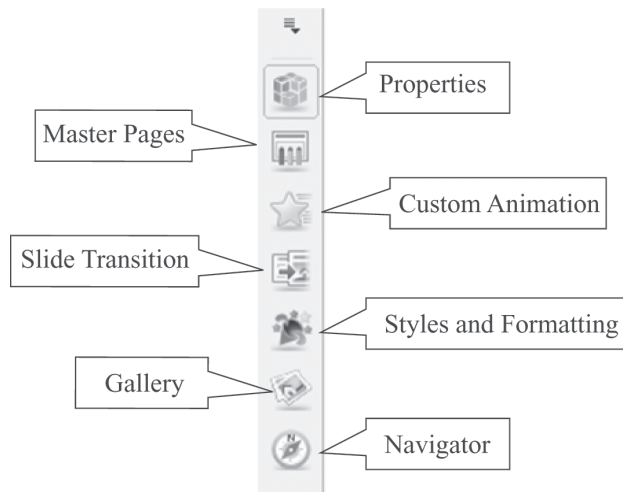 Properties
Master Pages
Custom Animation
Slide Transition
Styles and Formatting
Gallery
N
Navigator